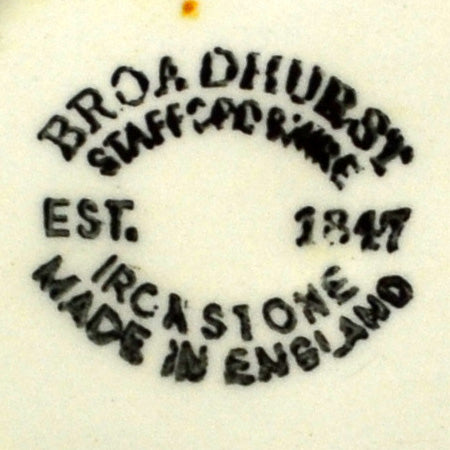 BROADHURST
STAFFORDSHIRE
EST. 1847
IRONSTONE
MADE IN ENGLAND